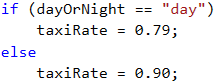 if (dayOrNight == "day")
    taxiRate = 0.79;
else
    taxiRate = 0.90;